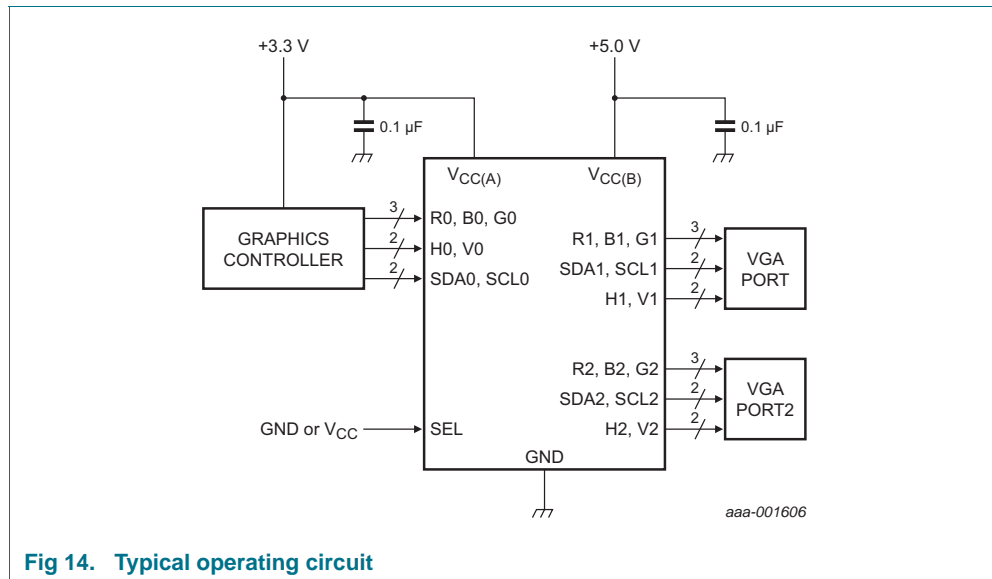 +3.3 V
+5.0 V
0.1 µF
0.1 µF
VCC(A)
VCC(B)
GRAPHICS
CONTROLLER
3
R0, B0, G0
2
H0, V0
2
SDA0, SCL0
R1, B1, G1
3
SDA1, SCL1
2
H1, V1
2
VGA
PORT
R2, B2, G2
3
SDA2, SCL2
2
H2, V2
2
VGA
PORT2
GND or VCC
SEL
GND
aaa-001606
Fig 14. Typical operating circuit